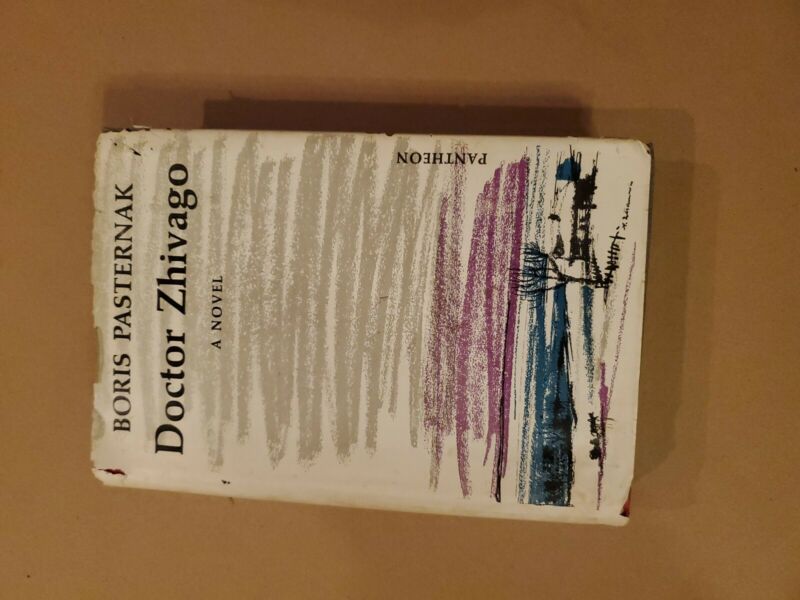 BORIS PASTERNAK
Doctor Zhivago
A NOVEL
PANTHEON